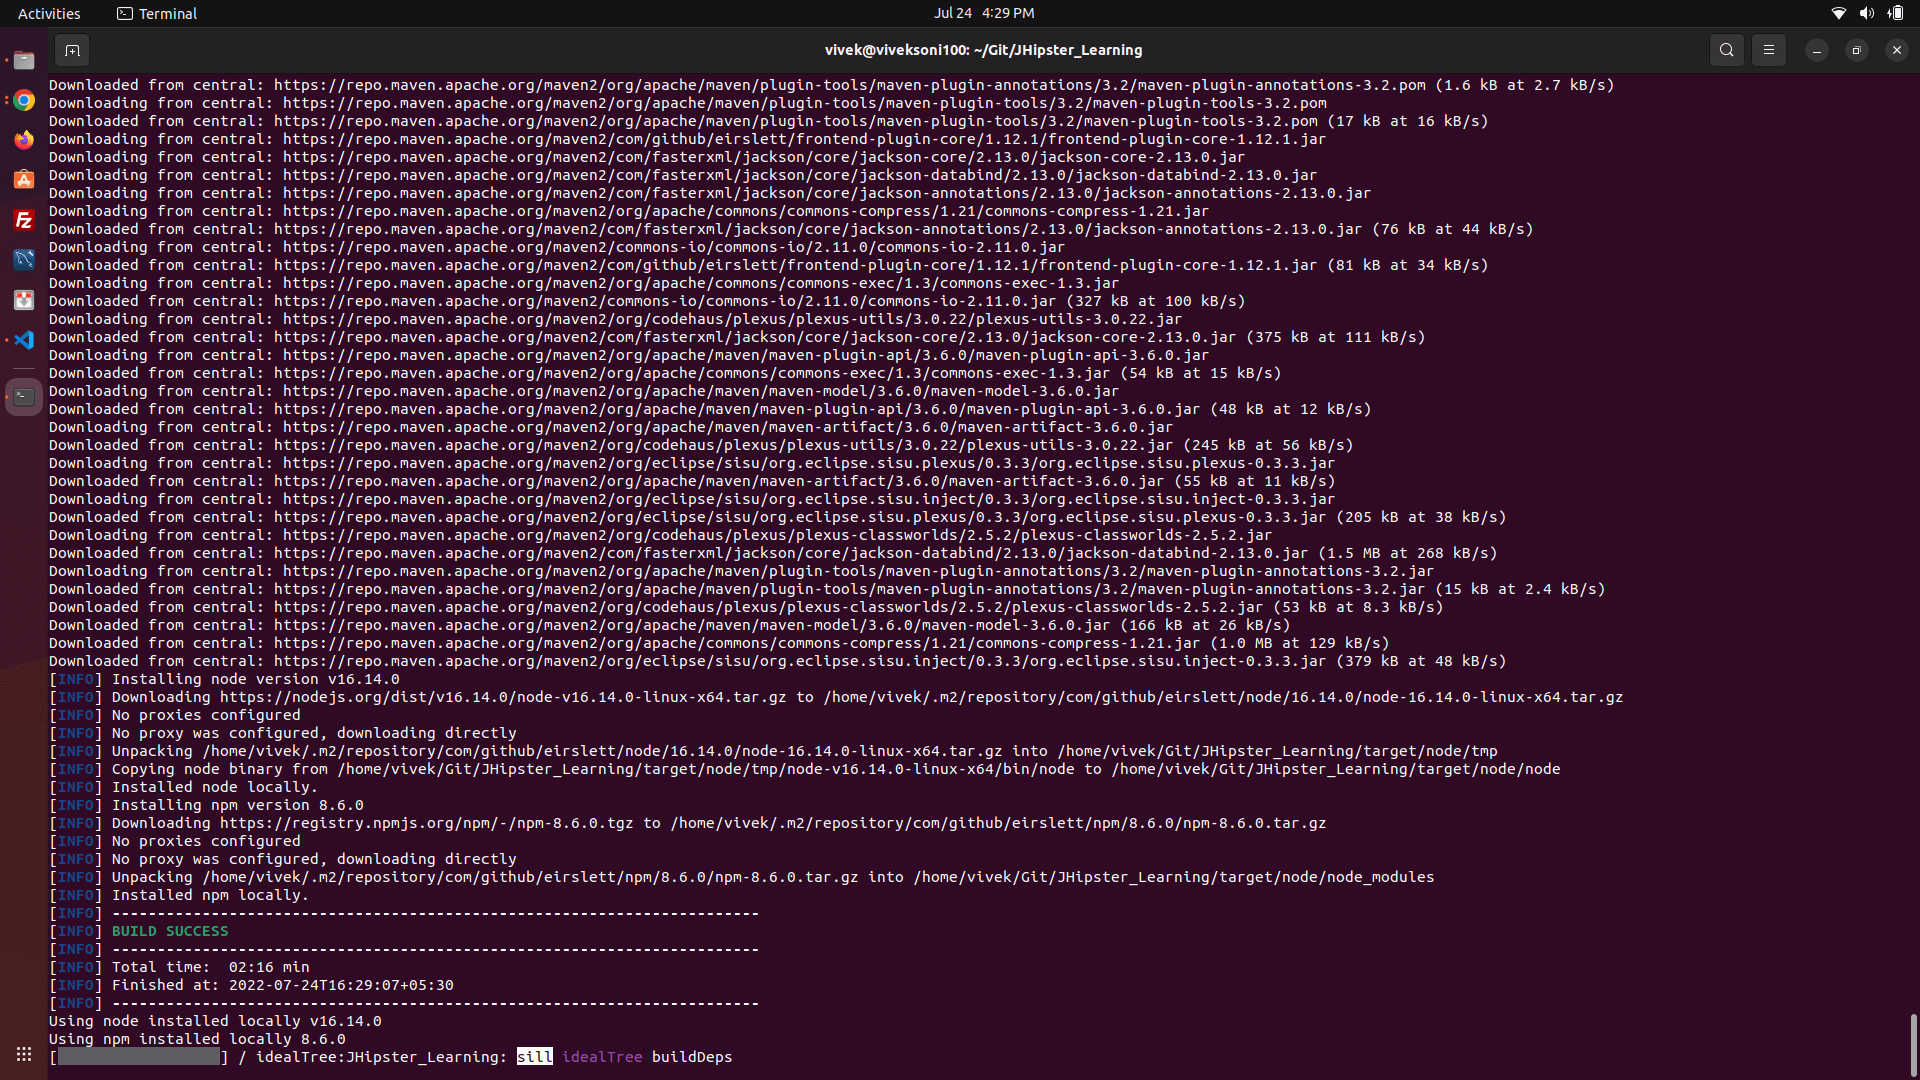 Activities
Terminal
Jul 24 4:29 PM
vivek@viveksoni100: ~/Git/JHipster_Learning
Downloaded from central: https://repo.maven.apache.org/maven2/org/apache/maven/plugin-tools/maven-plugin-annotations/3.2/maven-plugin-annotations-3.2.pom (1.6 kB at 2.7 kB/s)
Downloading from central: https://repo.maven.apache.org/maven2/org/apache/maven/plugin-tools/maven-plugin-tools/3.2/maven-plugin-tools-3.2.pom
Downloaded from central: https://repo.maven.apache.org/maven2/org/apache/maven/plugin-tools/maven-plugin-tools/3.2/maven-plugin-tools-3.2.pom (17 kB at 16 kB/s)
Downloading from central: https://repo.maven.apache.org/maven2/com/github/eirslett/frontend-plugin-core/1.12.1/frontend-plugin-core-1.12.1.jar
Downloading from central: https://repo.maven.apache.org/maven2/com/fasterxml/jackson/core/jackson-core/2.13.0/jackson-core-2.13.0.jar
Downloading from central: https://repo.maven.apache.org/maven2/com/fasterxml/jackson/core/jackson-databind/2.13.0/jackson-databind-2.13.0.jar
Downloading from central: https://repo.maven.apache.org/maven2/com/fasterxml/jackson/core/jackson-annotations/2.13.0/jackson-annotations-2.13.0.jar
Downloading from central: https://repo.maven.apache.org/maven2/org/apache/commons/commons-compress/1.21/commons-compress-1.21.jar
Downloaded from central: https://repo.maven.apache.org/maven2/com/fasterxml/jackson/core/jackson-annotations/2.13.0/jackson-annotations-2.13.0.jar (76 kB at 44 kB/s)
Downloading from central: https://repo.maven.apache.org/maven2/commons-io/commons-io/2.11.0/commons-io-2.11.0.jar
Downloaded from central: https://repo.maven.apache.org/maven2/com/github/eirslett/frontend-plugin-core/1.12.1/frontend-plugin-core-1.12.1.jar (81 kB at 34 kB/s)
Downloading from central: https://repo.maven.apache.org/maven2/org/apache/commons/commons-exec/1.3/commons-exec-1.3.jar
Downloaded from central: https://repo.maven.apache.org/maven2/commons-io/commons-io/2.11.0/commons-io-2.11.0.jar (327 kB at 100 kB/s)
Downloading from central: https://repo.maven.apache.org/maven2/org/codehaus/plexus/plexus-utils/3.0.22/plexus-utils-3.0.22.jar
Downloaded from central: https://repo.maven.apache.org/maven2/com/fasterxml/jackson/core/jackson-core/2.13.0/jackson-core-2.13.0.jar (375 kB at 111 kB/s)
Downloading from central: https://repo.maven.apache.org/maven2/org/apache/maven/maven-plugin-api/3.6.0/maven-plugin-api-3.6.0.jar
Downloaded from central: https://repo.maven.apache.org/maven2/org/apache/commons/commons-exec/1.3/commons-exec-1.3.jar (54 kB at 15 kB/s)
Downloading from central: https://repo.maven.apache.org/maven2/org/apache/maven/maven-model/3.6.0/maven-model-3.6.0.jar
Downloaded from central: https://repo.maven.apache.org/maven2/org/apache/maven/maven-plugin-api/3.6.0/maven-plugin-api-3.6.0.jar (48 kB at 12 kB/s)
Downloading from central: https://repo.maven.apache.org/maven2/org/apache/maven/maven-artifact/3.6.0/maven-artifact-3.6.0.jar
Downloaded from central: https://repo.maven.apache.org/maven2/org/codehaus/plexus/plexus-utils/3.0.22/plexus-utils-3.0.22.jar (245 kB at 56 kB/s)
Downloading from central: https://repo.maven.apache.org/maven2/org/eclipse/sisu/org.eclipse.sisu.plexus/0.3.3/org.eclipse.sisu.plexus-0.3.3.jar
Downloaded from central: https://repo.maven.apache.org/maven2/org/apache/maven/maven-artifact/3.6.0/maven-artifact-3.6.0.jar (55 kB at 11 kB/s)
Downloading from central: https://repo.maven.apache.org/maven2/org/eclipse/sisu/org.eclipse.sisu.inject/0.3.3/org.eclipse.sisu.inject-0.3.3.jar
Downloaded from central: https://repo.maven.apache.org/maven2/org/eclipse/sisu/org.eclipse.sisu.plexus/0.3.3/org.eclipse.sisu.plexus-0.3.3.jar (205 kB at 38 kB/s)
Downloading from central: https://repo.maven.apache.org/maven2/org/codehaus/plexus/plexus-classworlds/2.5.2/plexus-classworlds-2.5.2.jar
Downloaded from central: https://repo.maven.apache.org/maven2/com/fasterxml/jackson/core/jackson-databind/2.13.0/jackson-databind-2.13.0.jar (1.5 MB at 268 kB/s)
Downloading from central: https://repo.maven.apache.org/maven2/org/apache/maven/plugin-tools/maven-plugin-annotations/3.2/maven-plugin-annotations-3.2.jar
Downloaded from central: https://repo.maven.apache.org/maven2/org/apache/maven/plugin-tools/maven-plugin-annotations/3.2/maven-plugin-annotations-3.2.jar (15 kB at 2.4 kB/s)
Downloaded from central: https://repo.maven.apache.org/maven2/org/codehaus/plexus/plexus-classworlds/2.5.2/plexus-classworlds-2.5.2.jar (53 kB at 8.3 kB/s)
Downloaded from central: https://repo.maven.apache.org/maven2/org/apache/maven/maven-model/3.6.0/maven-model-3.6.0.jar (166 kB at 26 kB/s)
Downloaded from central: https://repo.maven.apache.org/maven2/org/apache/commons/commons-compress/1.21/commons-compress-1.21.jar (1.0 MB at 129 kB/s)
Downloaded from central: https://repo.maven.apache.org/maven2/org/eclipse/sisu/org.eclipse.sisu.inject/0.3.3/org.eclipse.sisu.inject-0.3.3.jar (379 kB at 48 kB/s)
[INFO] Installing node version v16.14.0
[INFO] Downloading https://nodejs.org/dist/v16.14.0/node-v16.14.0-linux-x64.tar.gz to /home/vivek/.m2/repository/com/github/eirslett/node/16.14.0/node-16.14.0-linux-x64.tar.gz
[INFO] No proxies configured
[INFO] No proxy was configured, downloading directly
[INFO] Unpacking /home/vivek/.m2/repository/com/github/eirslett/node/16.14.0/node-16.14.0-linux-x64.tar.gz into /home/vivek/Git/JHipster_Learning/target/node/tmp
[INFO] Copying node binary from /home/vivek/Git/JHipster_Learning/target/node/tmp/node-v16.14.0-linux-x64/bin/node to /home/vivek/Git/JHipster_Learning/target/node/node
[INFO] Installed node locally.
[INFO] Installing npm version 8.6.0
[INFO] Downloading https://registry.npmjs.org/npm/-/npm-8.6.0.tgz to /home/vivek/.m2/repository/com/github/eirslett/npm/8.6.0/npm-8.6.0.tar.gz
[INFO] No proxies configured
[INFO] No proxy was configured, downloading directly
[INFO] Unpacking /home/vivek/.m2/repository/com/github/eirslett/npm/8.6.0/npm-8.6.0.tar.gz into /home/vivek/Git/JHipster_Learning/target/node/node_modules
[INFO] Installed npm locally.
[INFO] ------------------------------------------------------------------------
[INFO] BUILD SUCCESS
[INFO] ------------------------------------------------------------------------
[INFO] Total time:  02:16 min
[INFO] Finished at: 2022-07-24T16:29:07+05:30
[INFO] ------------------------------------------------------------------------
Using node installed locally v16.14.0
Using npm installed locally 8.6.0
[                  ] / idealTree:JHipster_Learning: sill idealTree buildDeps